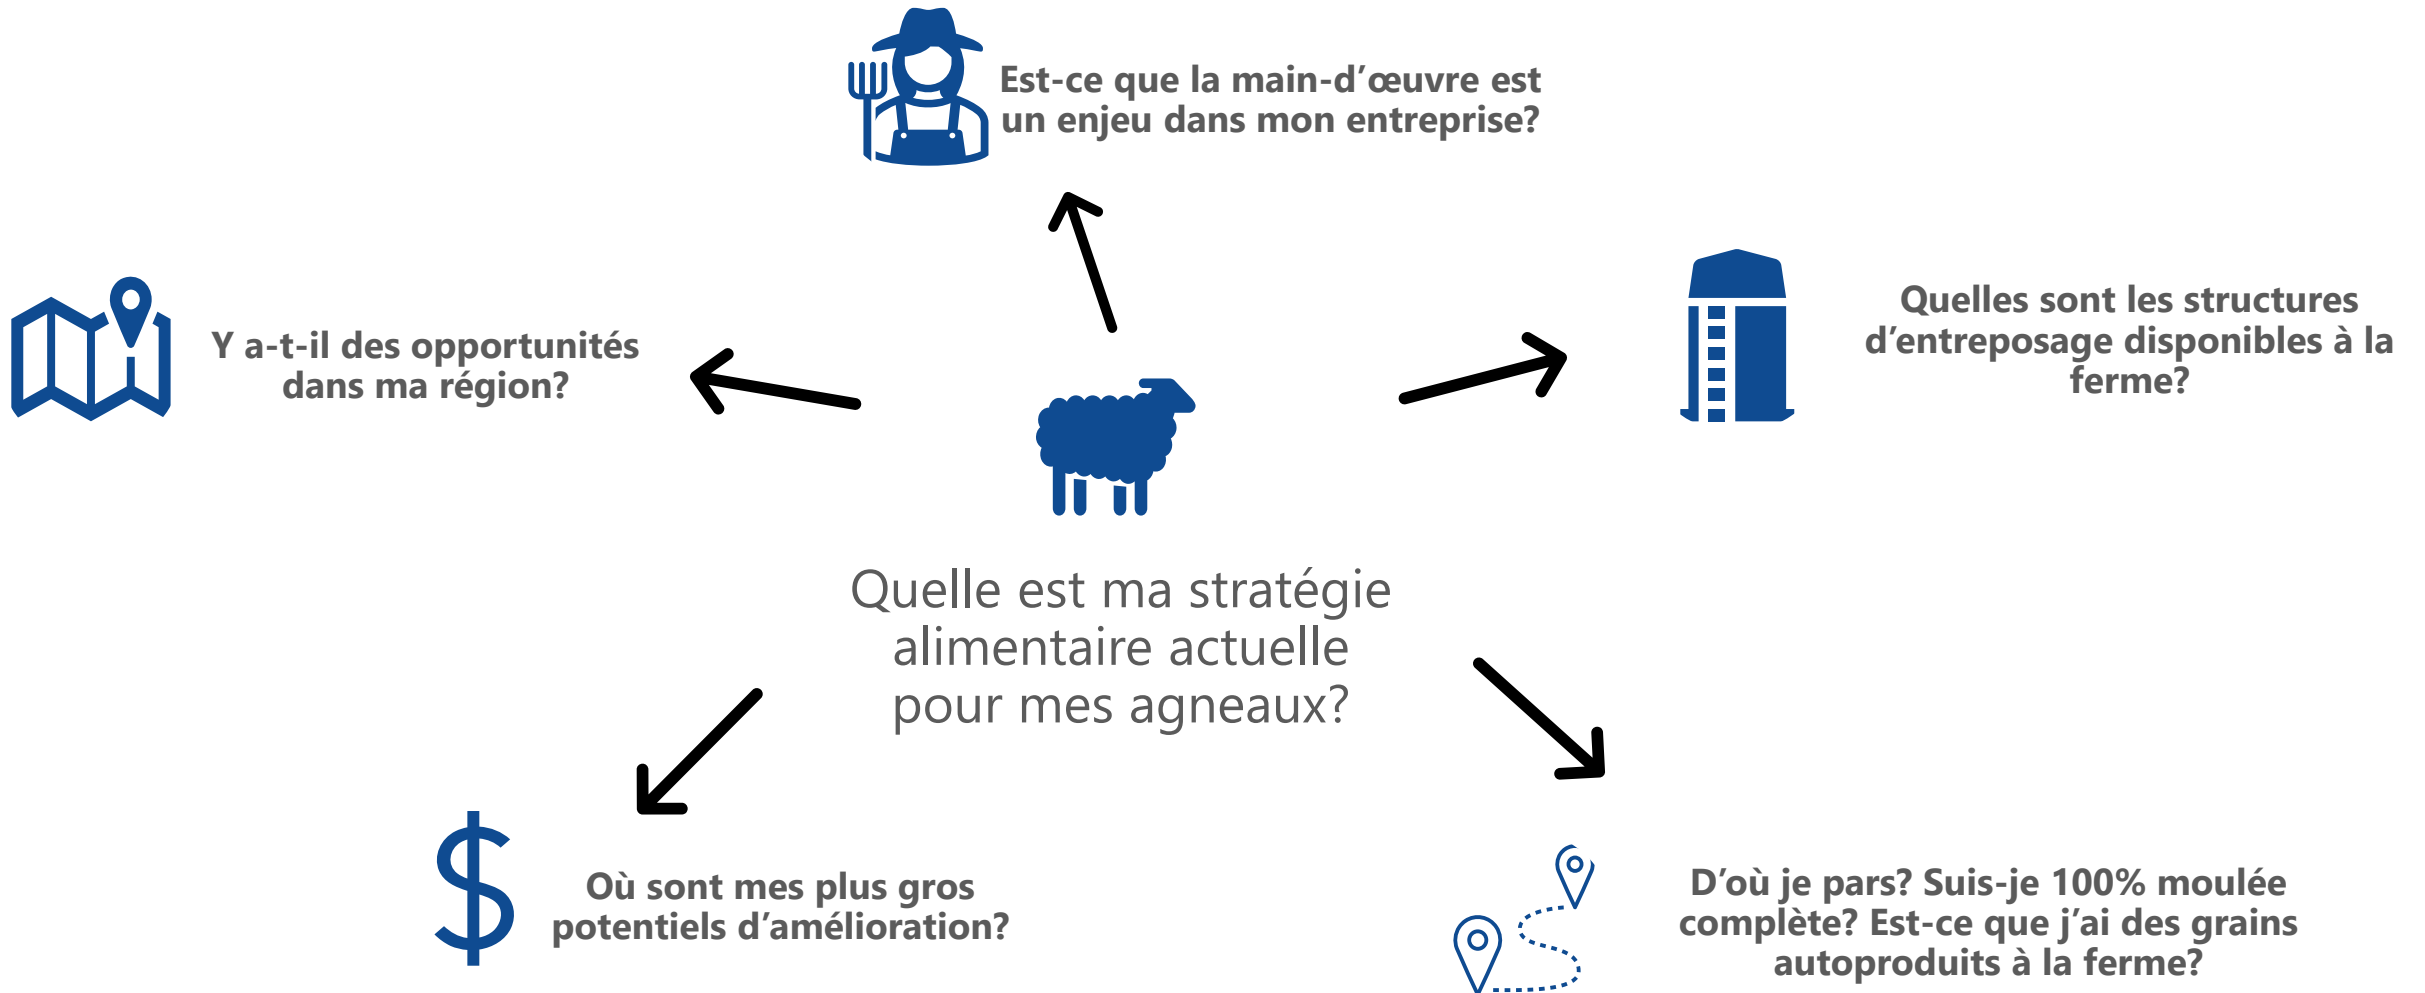 Est-ce que la main-d’œuvre est
un enjeu dans mon entreprise?
Y a-t-il des opportunités
dans ma région?
Quelles sont les structures
d’entreposage disponibles à la
ferme?
Quelle est ma stratégie
alimentaire actuelle
pour mes agneaux?
Où sont mes plus gros
potentiels d’amélioration?
D’où je pars? Suis-je 100% moulée
complète? Est-ce que j’ai des grains
autoproduits à la ferme?